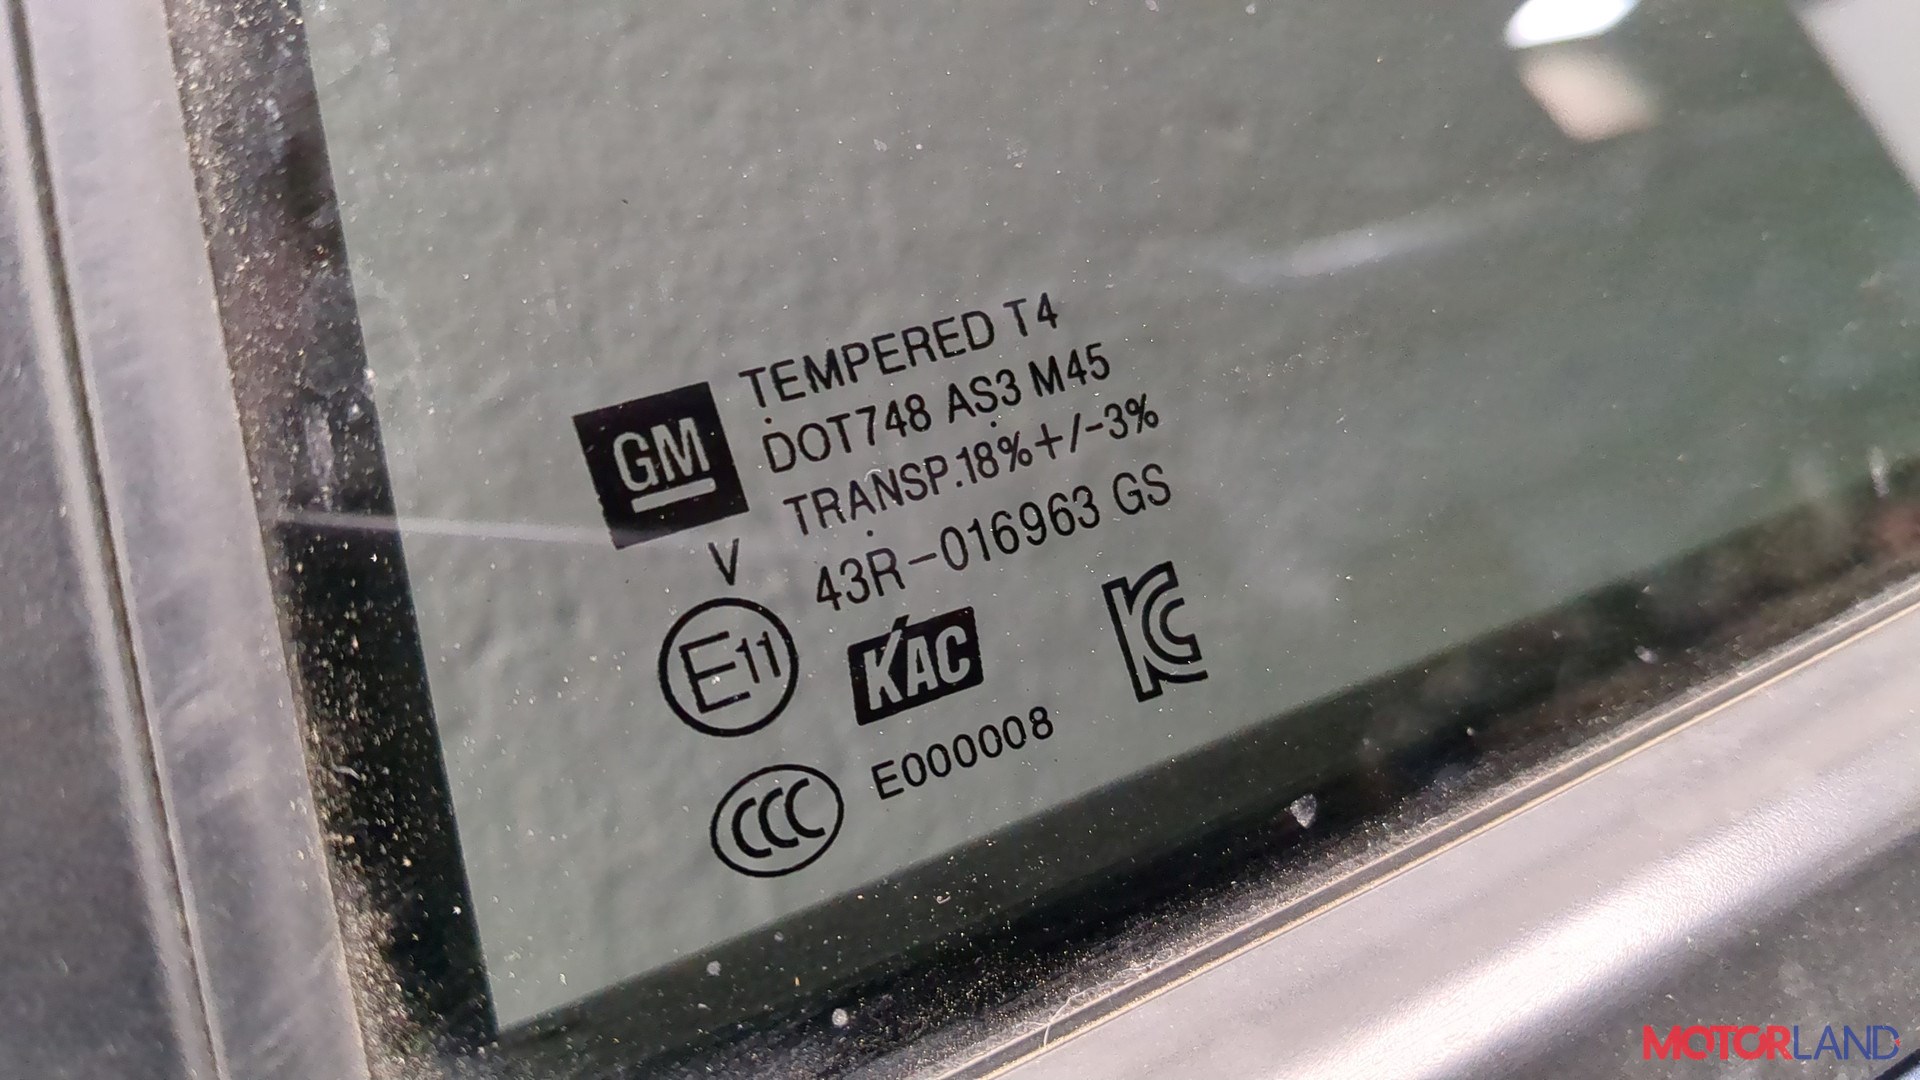 TEMPERED T4
DOT748 AS3 M45
TRANSP.18%+/-3%
GM
V
43R-016963 GS
E11
KAC
KC
CCC
E000008
MOTORLAND